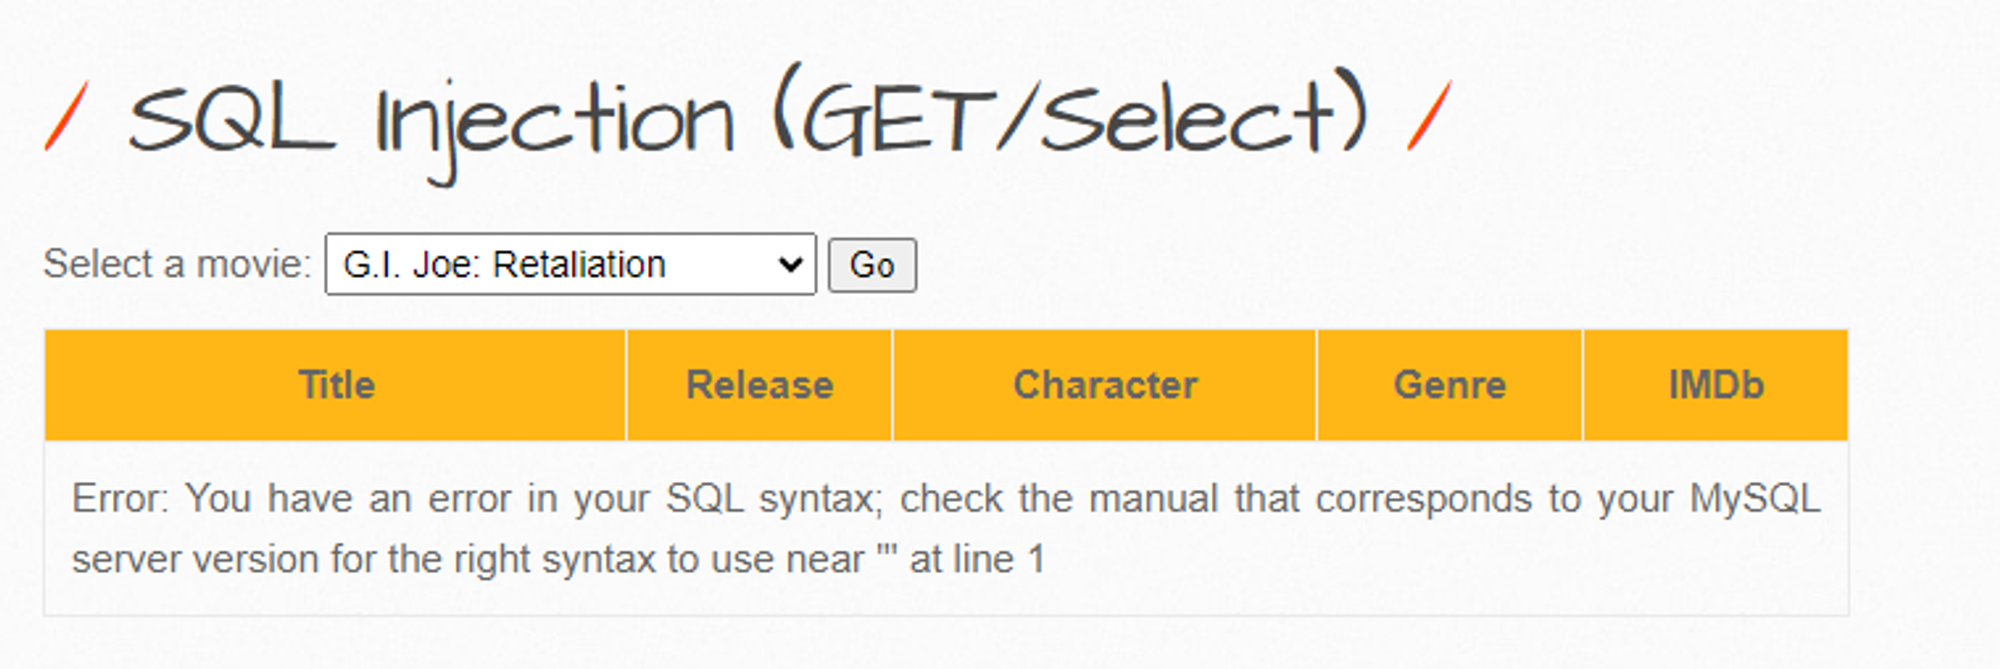 / SQL Injection (GET/Select) /
Select a movie: G.I. Joe: Retaliation Go
Title Release Character Genre IMDb
Error: You have an error in your SQL syntax; check the manual that corresponds to your MySQL
server version for the right syntax to use near ''' at line 1